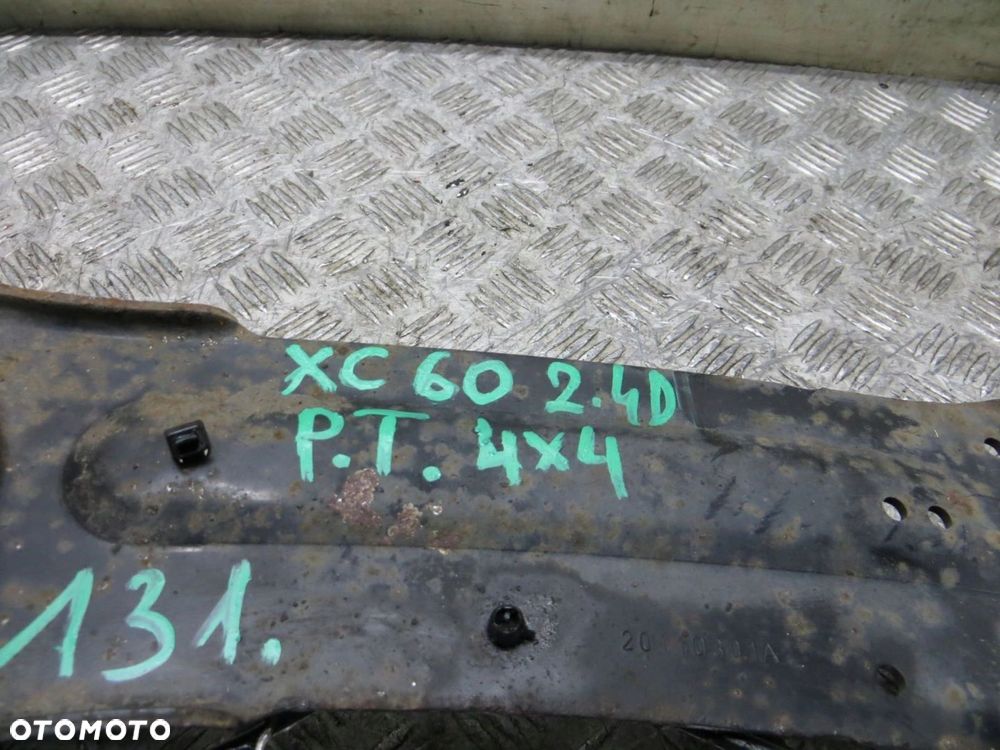 XC 60 2.4D
P.T. 4x4
131.
OTOMOTO